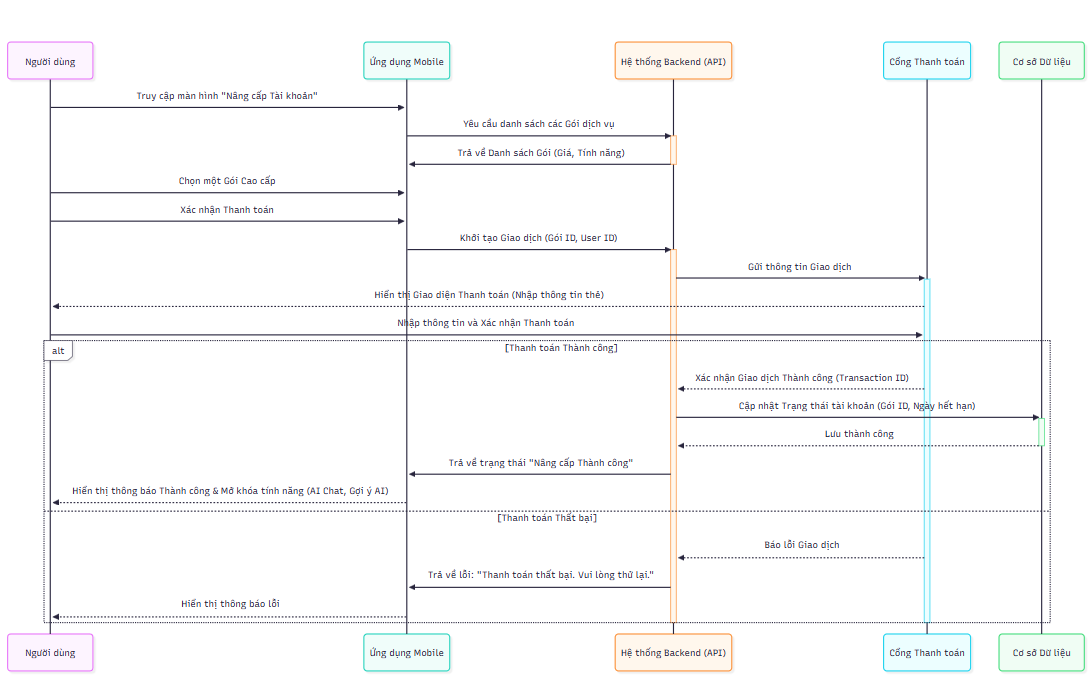 Người dùng
Ứng dụng Mobile
Hệ thống Backend (API)
Cổng Thanh toán
Cơ sở Dữ liệu
Truy cập màn hình "Nâng cấp Tài khoản"
Yêu cầu danh sách các Gói dịch vụ
Trả về Danh sách Gói (Giá, Tính năng)
Chọn một Gói Cao cấp
Xác nhận Thanh toán
Khởi tạo Giao dịch (Gói ID, User ID)
Gửi thông tin Giao dịch
Hiển thị Giao diện Thanh toán (Nhập thông tin thẻ)
Nhập thông tin và Xác nhận Thanh toán
alt
[Thanh toán Thành công]
Xác nhận Giao dịch Thành công (Transaction ID)
Cập nhật Trạng thái tài khoản (Gói ID, Ngày hết hạn)
Lưu thành công
Trả về trạng thái "Nâng cấp Thành công"
Hiển thị thông báo Thành công & Mở khóa tính năng (AI Chat, Gợi ý AI)
[Thanh toán Thất bại]
Báo lỗi Giao dịch
Trả về lỗi: "Thanh toán thất bại. Vui lòng thử lại."
Hiển thị thông báo lỗi
Người dùng
Ứng dụng Mobile
Hệ thống Backend (API)
Cổng Thanh toán
Cơ sở Dữ liệu